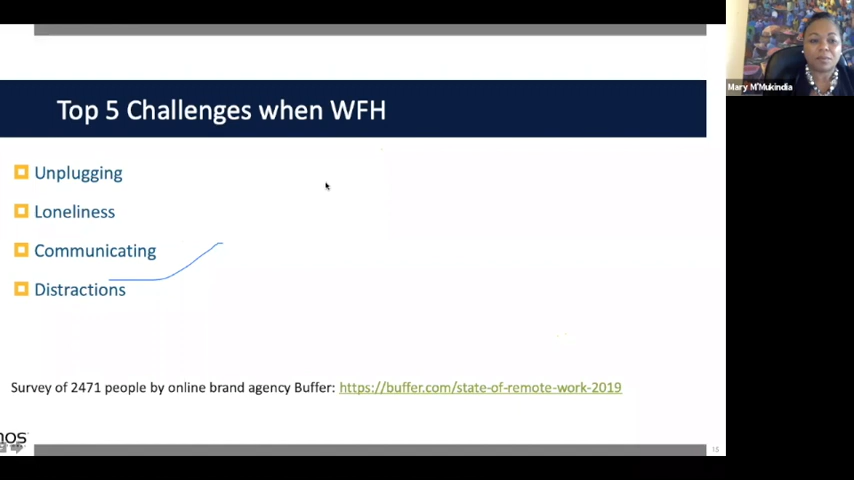 Top 5 Challenges when WFH
Mary M'Mukindia
Unplugging
Loneliness
Communicating
Distractions
Survey of 2471 people by online brand agency Buffer: https://buffer.com/state-of-remote-work-2019
15